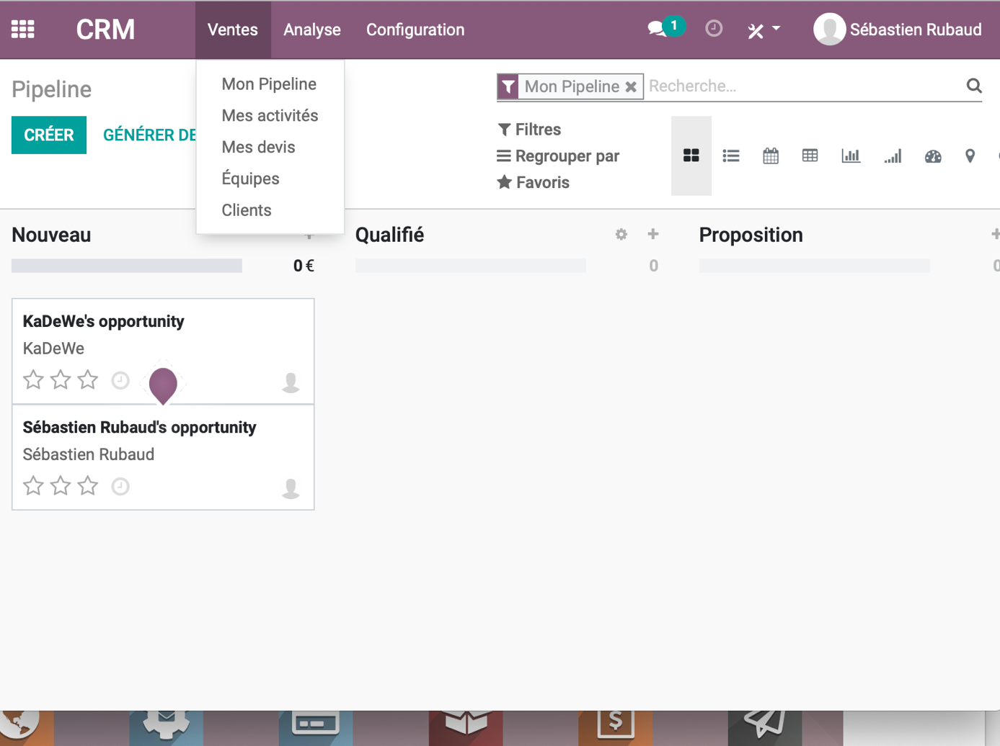 CRM
Ventes
Analyse
Configuration
1
Sébastien Rubaud
Pipeline
CRÉER
GÉNÉRER DE
Mon Pipeline
Mes activités
Mes devis
Équipes
Clients
Mon Pipeline
Recherche...
Filtres
Regrouper par
Favoris
Nouveau
0 €
Qualifié
0
Proposition
0
KaDeWe's opportunity
KaDeWe
Sébastien Rubaud's opportunity
Sébastien Rubaud
$